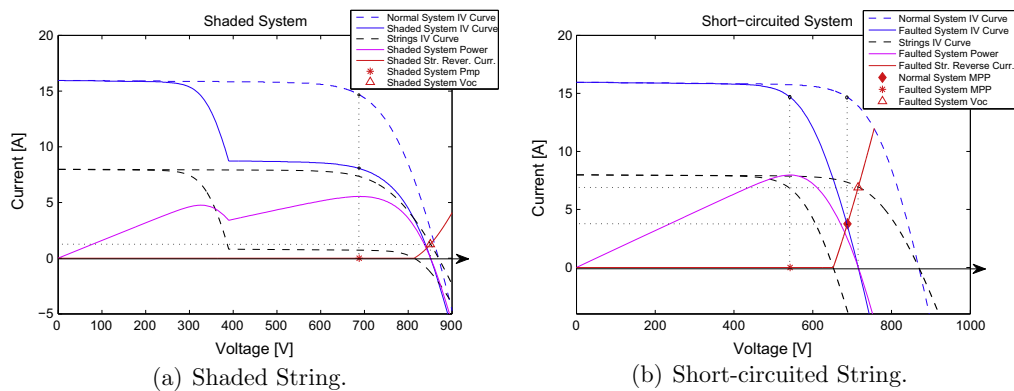 Shaded System
Normal System IV Curve
Shaded System IV Curve
Strings IV Curve
Shaded System Power
Shaded Str. Rever. Curr.
Shaded System Pmp
Shaded System Voc
20
15
10
5
0
−5
Current [A]
0 100 200 300 400 500 600 700 800 900
Voltage [V]
(a) Shaded String.
Short−circuited System
Normal System IV Curve
Faulted System IV Curve
Strings IV Curve
Faulted System Power
Faulted Str. Reverse Curr.
Normal System MPP
Faulted System MPP
Faulted System Voc
20
15
10
5
0
Current [A]
0 200 400 600 800 1000
Voltage [V]
(b) Short-circuited String.